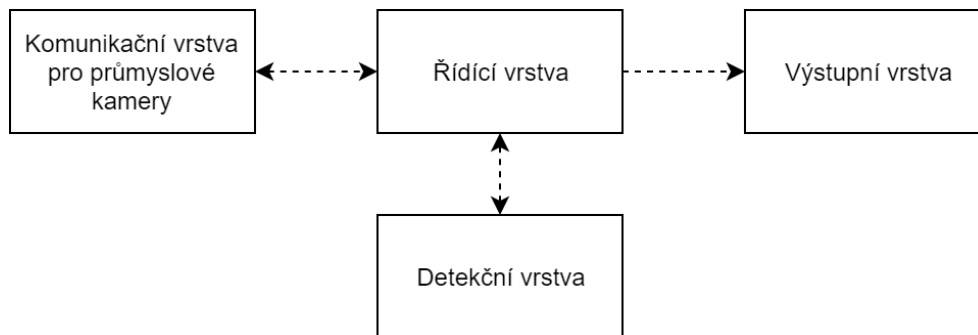 Komunikační vrstva
pro průmyslové
kamery
Řídící vrstva
Výstupní vrstva
Detekční vrstva